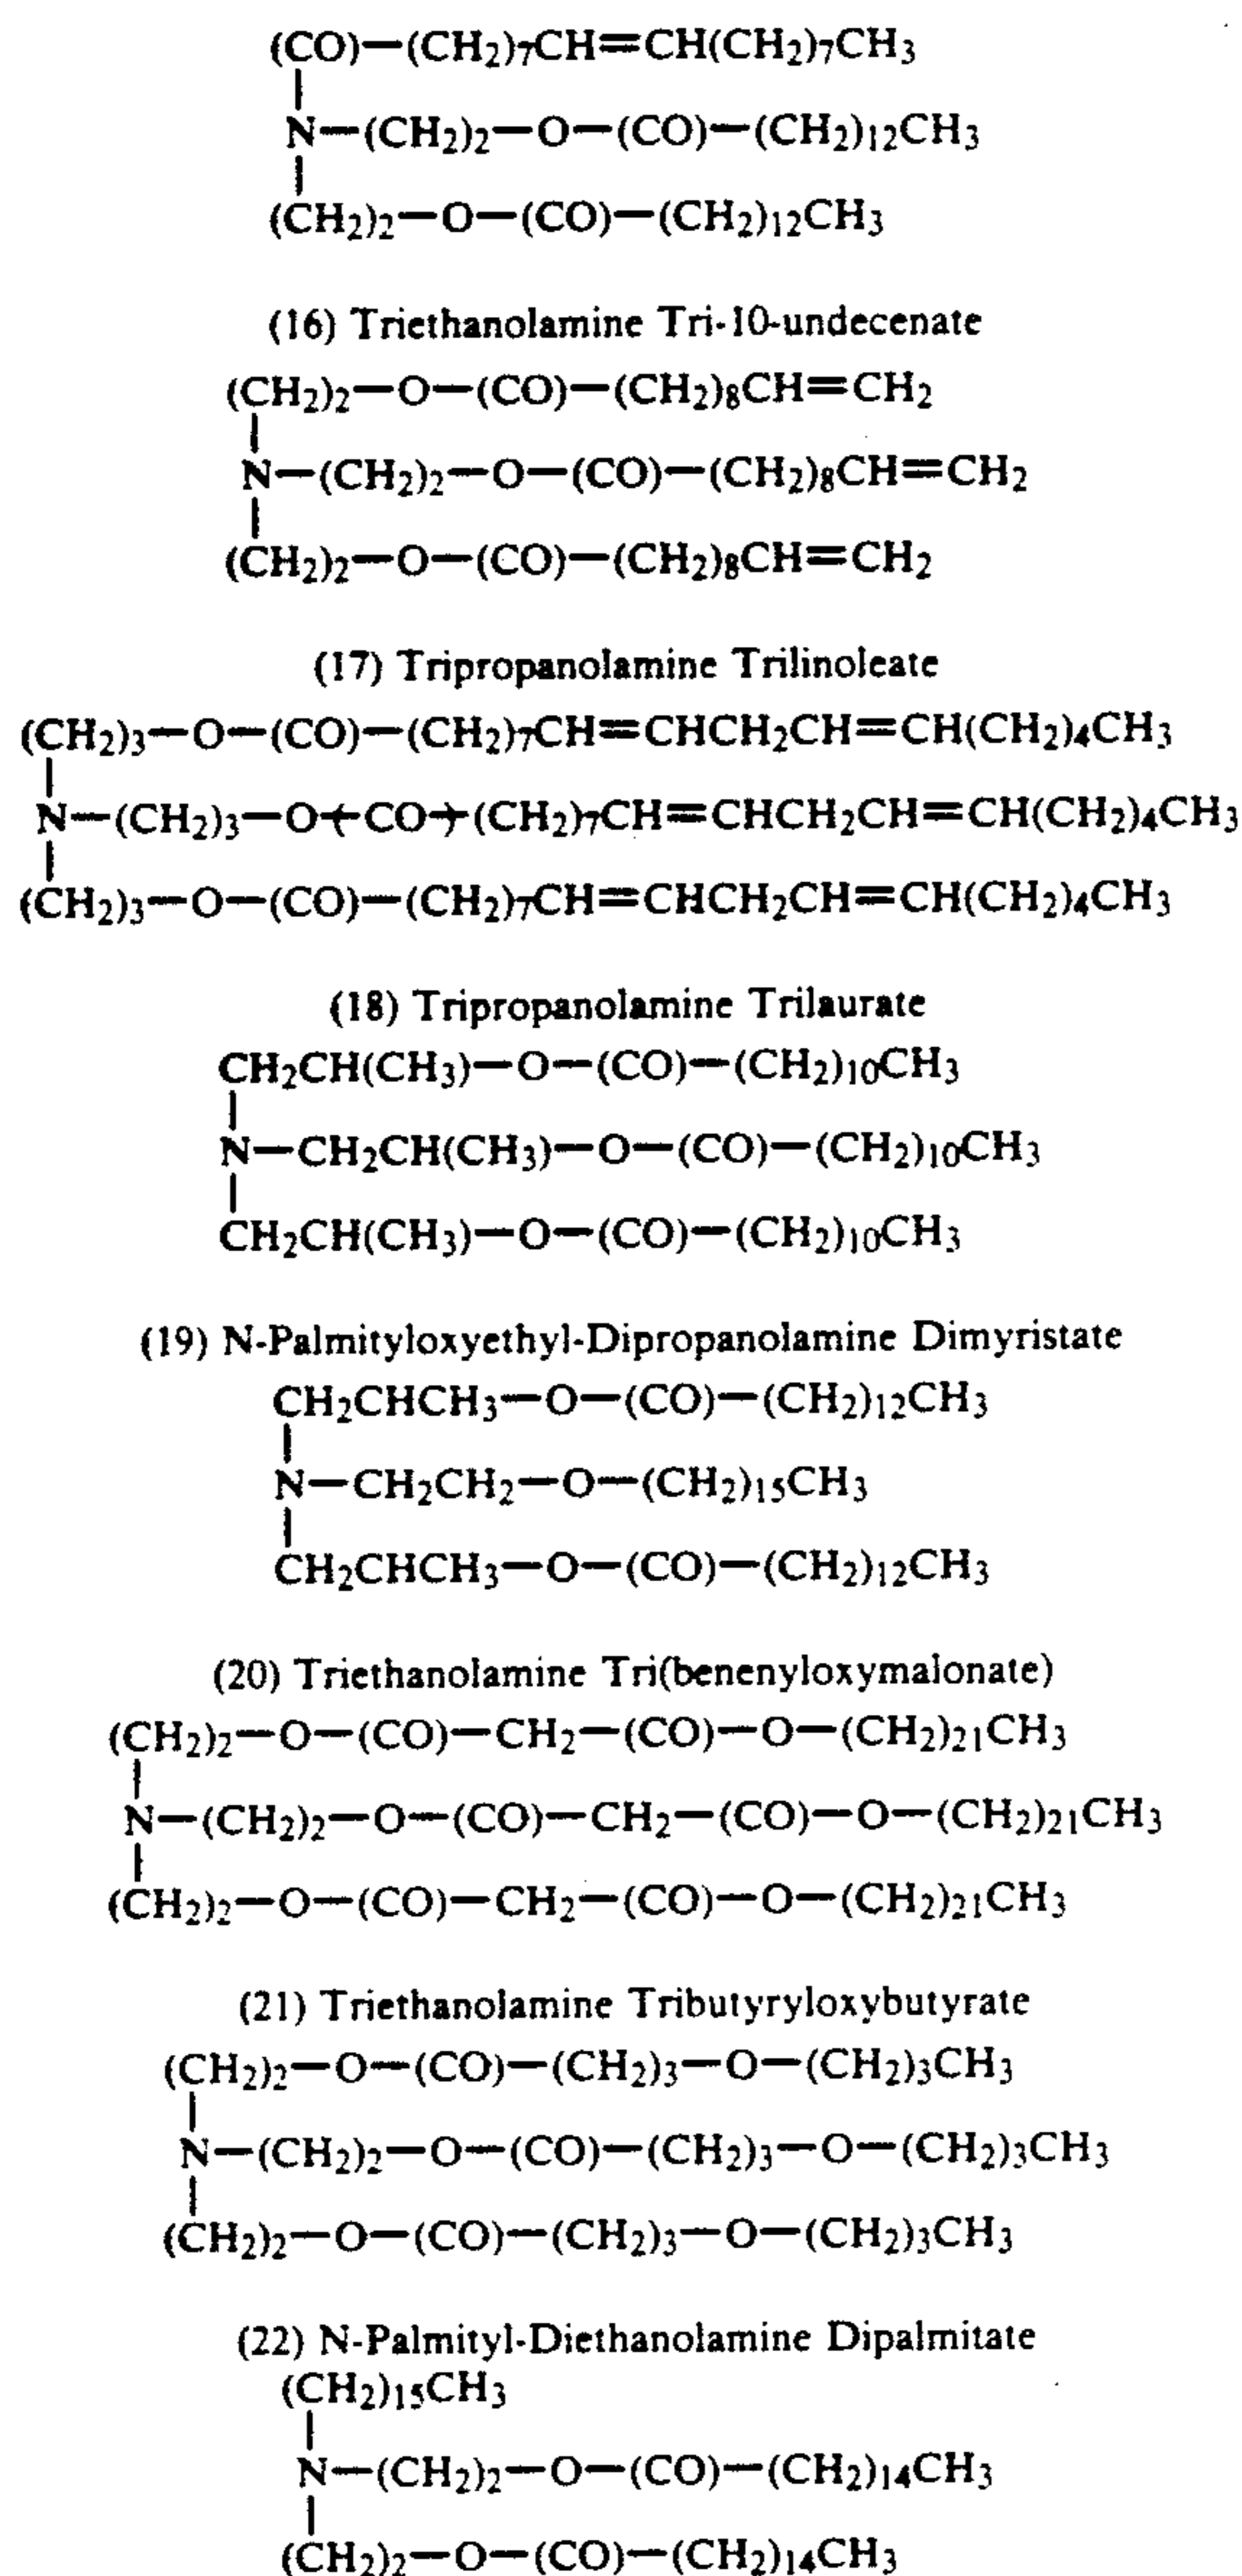 (CO)—(CH₂)₇CH=CH(CH₂)₇CH₃
N—(CH₂)₂—O—(CO)—(CH₂)₁₂CH₃
(CH₂)₂—O—(CO)—(CH₂)₁₂CH₃
(16) Triethanolamine Tri-10-undecenate
(CH₂)₂—O—(CO)—(CH₂)₈CH=CH₂
N—(CH₂)₂—O—(CO)—(CH₂)₈CH=CH₂
(CH₂)₂—O—(CO)—(CH₂)₈CH=CH₂
(17) Tripropanolamine Trilinoleate
(CH₂)₃—O—(CO)—(CH₂)₇CH=CHCH₂CH=CH(CH₂)₄CH₃
N—(CH₂)₃—O(CO)(CH₂)₇CH=CHCH₂CH=CH(CH₂)₄CH₃
(CH₂)₃—O—(CO)—(CH₂)₇CH=CHCH₂CH=CH(CH₂)₄CH₃
(18) Tripropanolamine Trilaurate
CH₂CH(CH₃)—O—(CO)—(CH₂)₁₀CH₃
N—CH₂CH(CH₃)—O—(CO)—(CH₂)₁₀CH₃
CH₂CH(CH₃)—O—(CO)—(CH₂)₁₀CH₃
(19) N-Palmityloxyethyl-Dipropanolamine Dimyristate
CH₂CHCH₃—O—(CO)—(CH₂)₁₂CH₃
N—CH₂CH₂—O—(CH₂)₁₅CH₃
CH₂CHCH₃—O—(CO)—(CH₂)₁₂CH₃
(20) Triethanolamine Tri(benenyloxymalonate)
(CH₂)₂—O—(CO)—CH₂—(CO)—O—(CH₂)₂₁CH₃
N—(CH₂)₂—O—(CO)—CH₂—(CO)—O—(CH₂)₂₁CH₃
(CH₂)₂—O—(CO)—CH₂—(CO)—O—(CH₂)₂₁CH₃
(21) Triethanolamine Tributyryloxybutyrate
(CH₂)₂—O—(CO)—(CH₂)₃—O—(CH₂)₃CH₃
N—(CH₂)₂—O—(CO)—(CH₂)₃—O—(CH₂)₃CH₃
(CH₂)₂—O—(CO)—(CH₂)₃—O—(CH₂)₃CH₃
(22) N-Palmityl-Diethanolamine Dipalmitate
(CH₂)₁₅CH₃
N—(CH₂)₂—O—(CO)—(CH₂)₁₄CH₃
(CH₂)₂—O—(CO)—(CH₂)₁₄CH₃